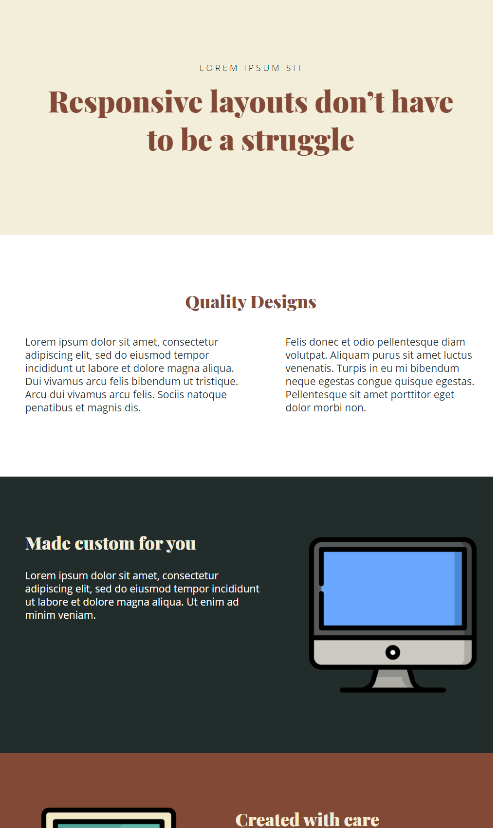 LOREM IPSUM SIT
Responsive layouts don’t have
to be a struggle
Quality Designs
Lorem ipsum dolor sit amet, consectetur
adipiscing elit, sed do eiusmod tempor
incididunt ut labore et dolore magna aliqua.
Dui vivamus arcu felis bibendum ut tristique.
Arcu dui vivamus arcu felis. Sociis natoque
penatibus et magnis dis.
Felis donec et odio pellentesque diam
volutpat. Aliquam purus sit amet luctus
venenatis. Turpis in eu mi bibendum
neque egestas congue quisque egestas.
Pellentesque sit amet porttitor eget
dolor morbi non.
Made custom for you
Lorem ipsum dolor sit amet, consectetur
adipiscing elit, sed do eiusmod tempor incididunt
ut labore et dolore magna aliqua. Ut enim ad
minim veniam.
Created with care